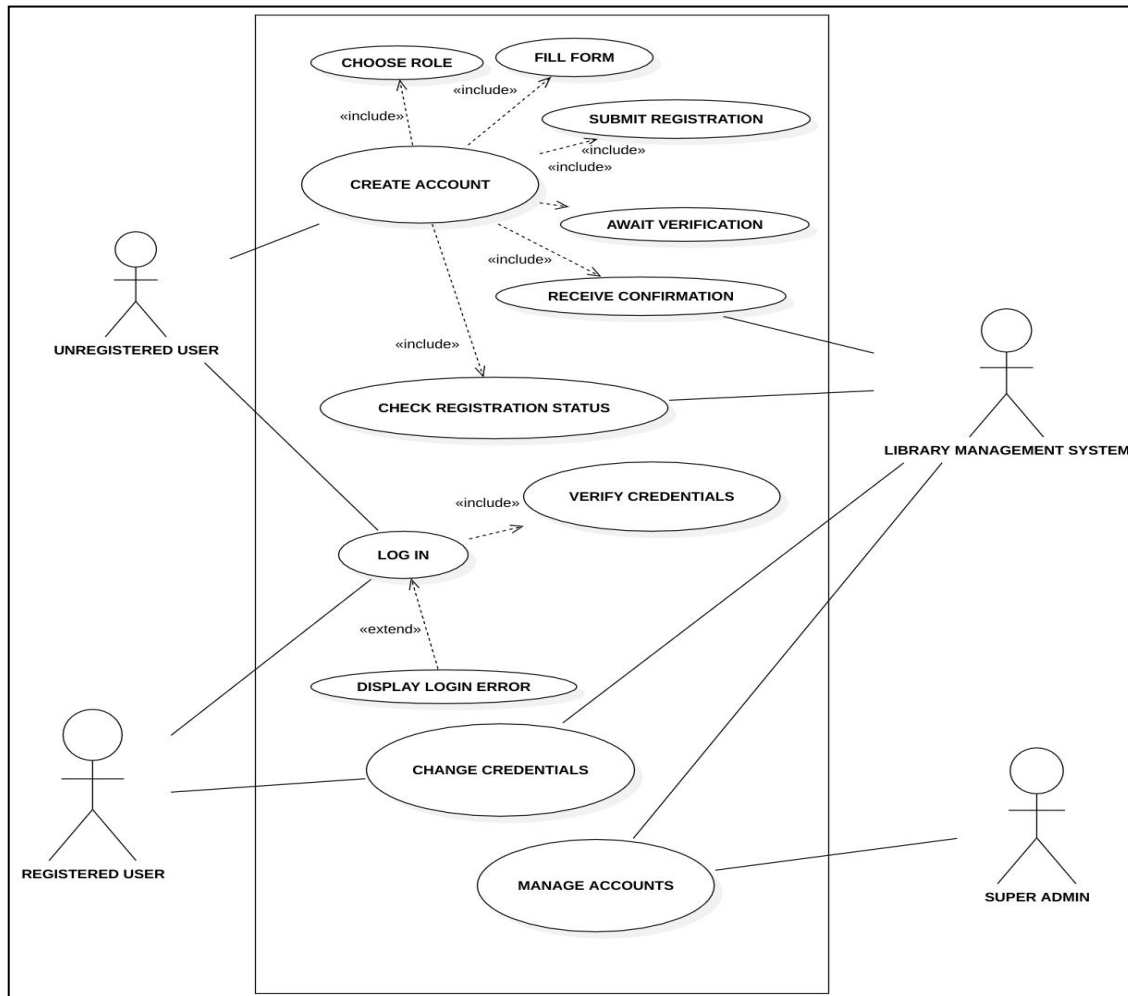 CHOOSE ROLE
FILL FORM
«include»
«include»
SUBMIT REGISTRATION
«include»
«include»
CREATE ACCOUNT
AWAIT VERIFICATION
«include»
RECEIVE CONFIRMATION
UNREGISTERED USER
«include»
CHECK REGISTRATION STATUS
LIBRARY MANAGEMENT SYSTEM
VERIFY CREDENTIALS
«include»
LOG IN
«extend»
DISPLAY LOGIN ERROR
CHANGE CREDENTIALS
REGISTERED USER
MANAGE ACCOUNTS
SUPER ADMIN